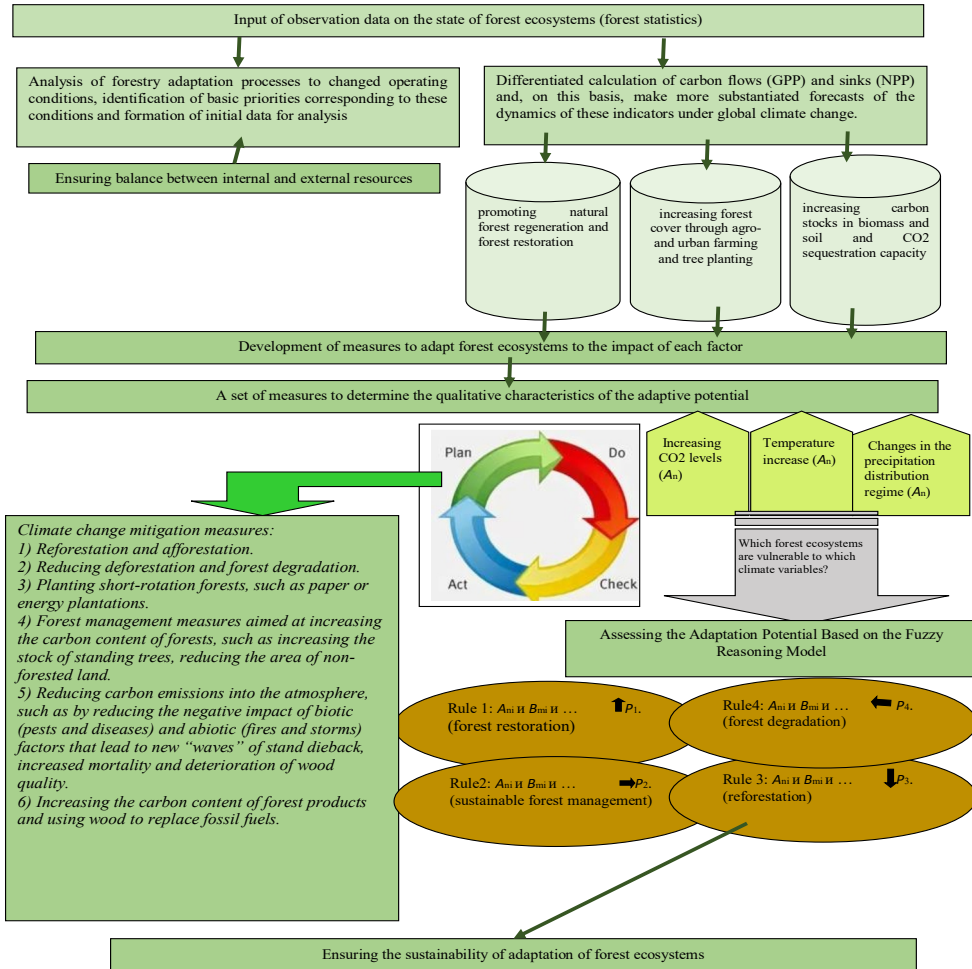 Input of observation data on the state of forest ecosystems (forest statistics)
Analysis of forestry adaptation processes to changed operating
conditions, identification of basic priorities corresponding to these
conditions and formation of initial data for analysis
Differentiated calculation of carbon flows (GPP) and sinks (NPP)
and, on this basis, make more substantiated forecasts of the
dynamics of these indicators under global climate change.
Ensuring balance between internal and external resources
promoting natural
forest regeneration and
forest restoration
increasing forest
cover through agro-
and urban farming
and tree planting
increasing carbon
stocks in biomass and
soil and CO2
sequestration capacity
Development of measures to adapt forest ecosystems to the impact of each factor
A set of measures to determine the qualitative characteristics of the adaptive potential
Plan
Do
Act
Check
Increasing
CO2 levels
(An)
Temperature
increase (An)
Changes in the
precipitation
distribution
regime (An)
Which forest ecosystems
are vulnerable to which
climate variables?
Climate change mitigation measures:
1) Reforestation and afforestation.
2) Reducing deforestation and forest degradation.
3) Planting short-rotation forests, such as paper or
energy plantations.
4) Forest management measures aimed at increasing
the carbon content of forests, such as increasing the
stock of standing trees, reducing the area of non-
forested land.
5) Reducing carbon emissions into the atmosphere,
such as by reducing the negative impact of biotic
(pests and diseases) and abiotic (fires and storms)
factors that lead to new “waves” of stand dieback,
increased mortality and deterioration of wood
quality.
6) Increasing the carbon content of forest products
and using wood to replace fossil fuels.
Assessing the Adaptation Potential Based on the Fuzzy
Reasoning Model
Rule 1: Ani и Bmi и … P1.
(forest restoration)
Rule4: Ani и Bmi и … P4.
(forest degradation)
Rule2: Ani и Bmi и … P2.
(sustainable forest management)
Rule 3: Ani и Bmi и … P3.
(reforestation)
Ensuring the sustainability of adaptation of forest ecosystems